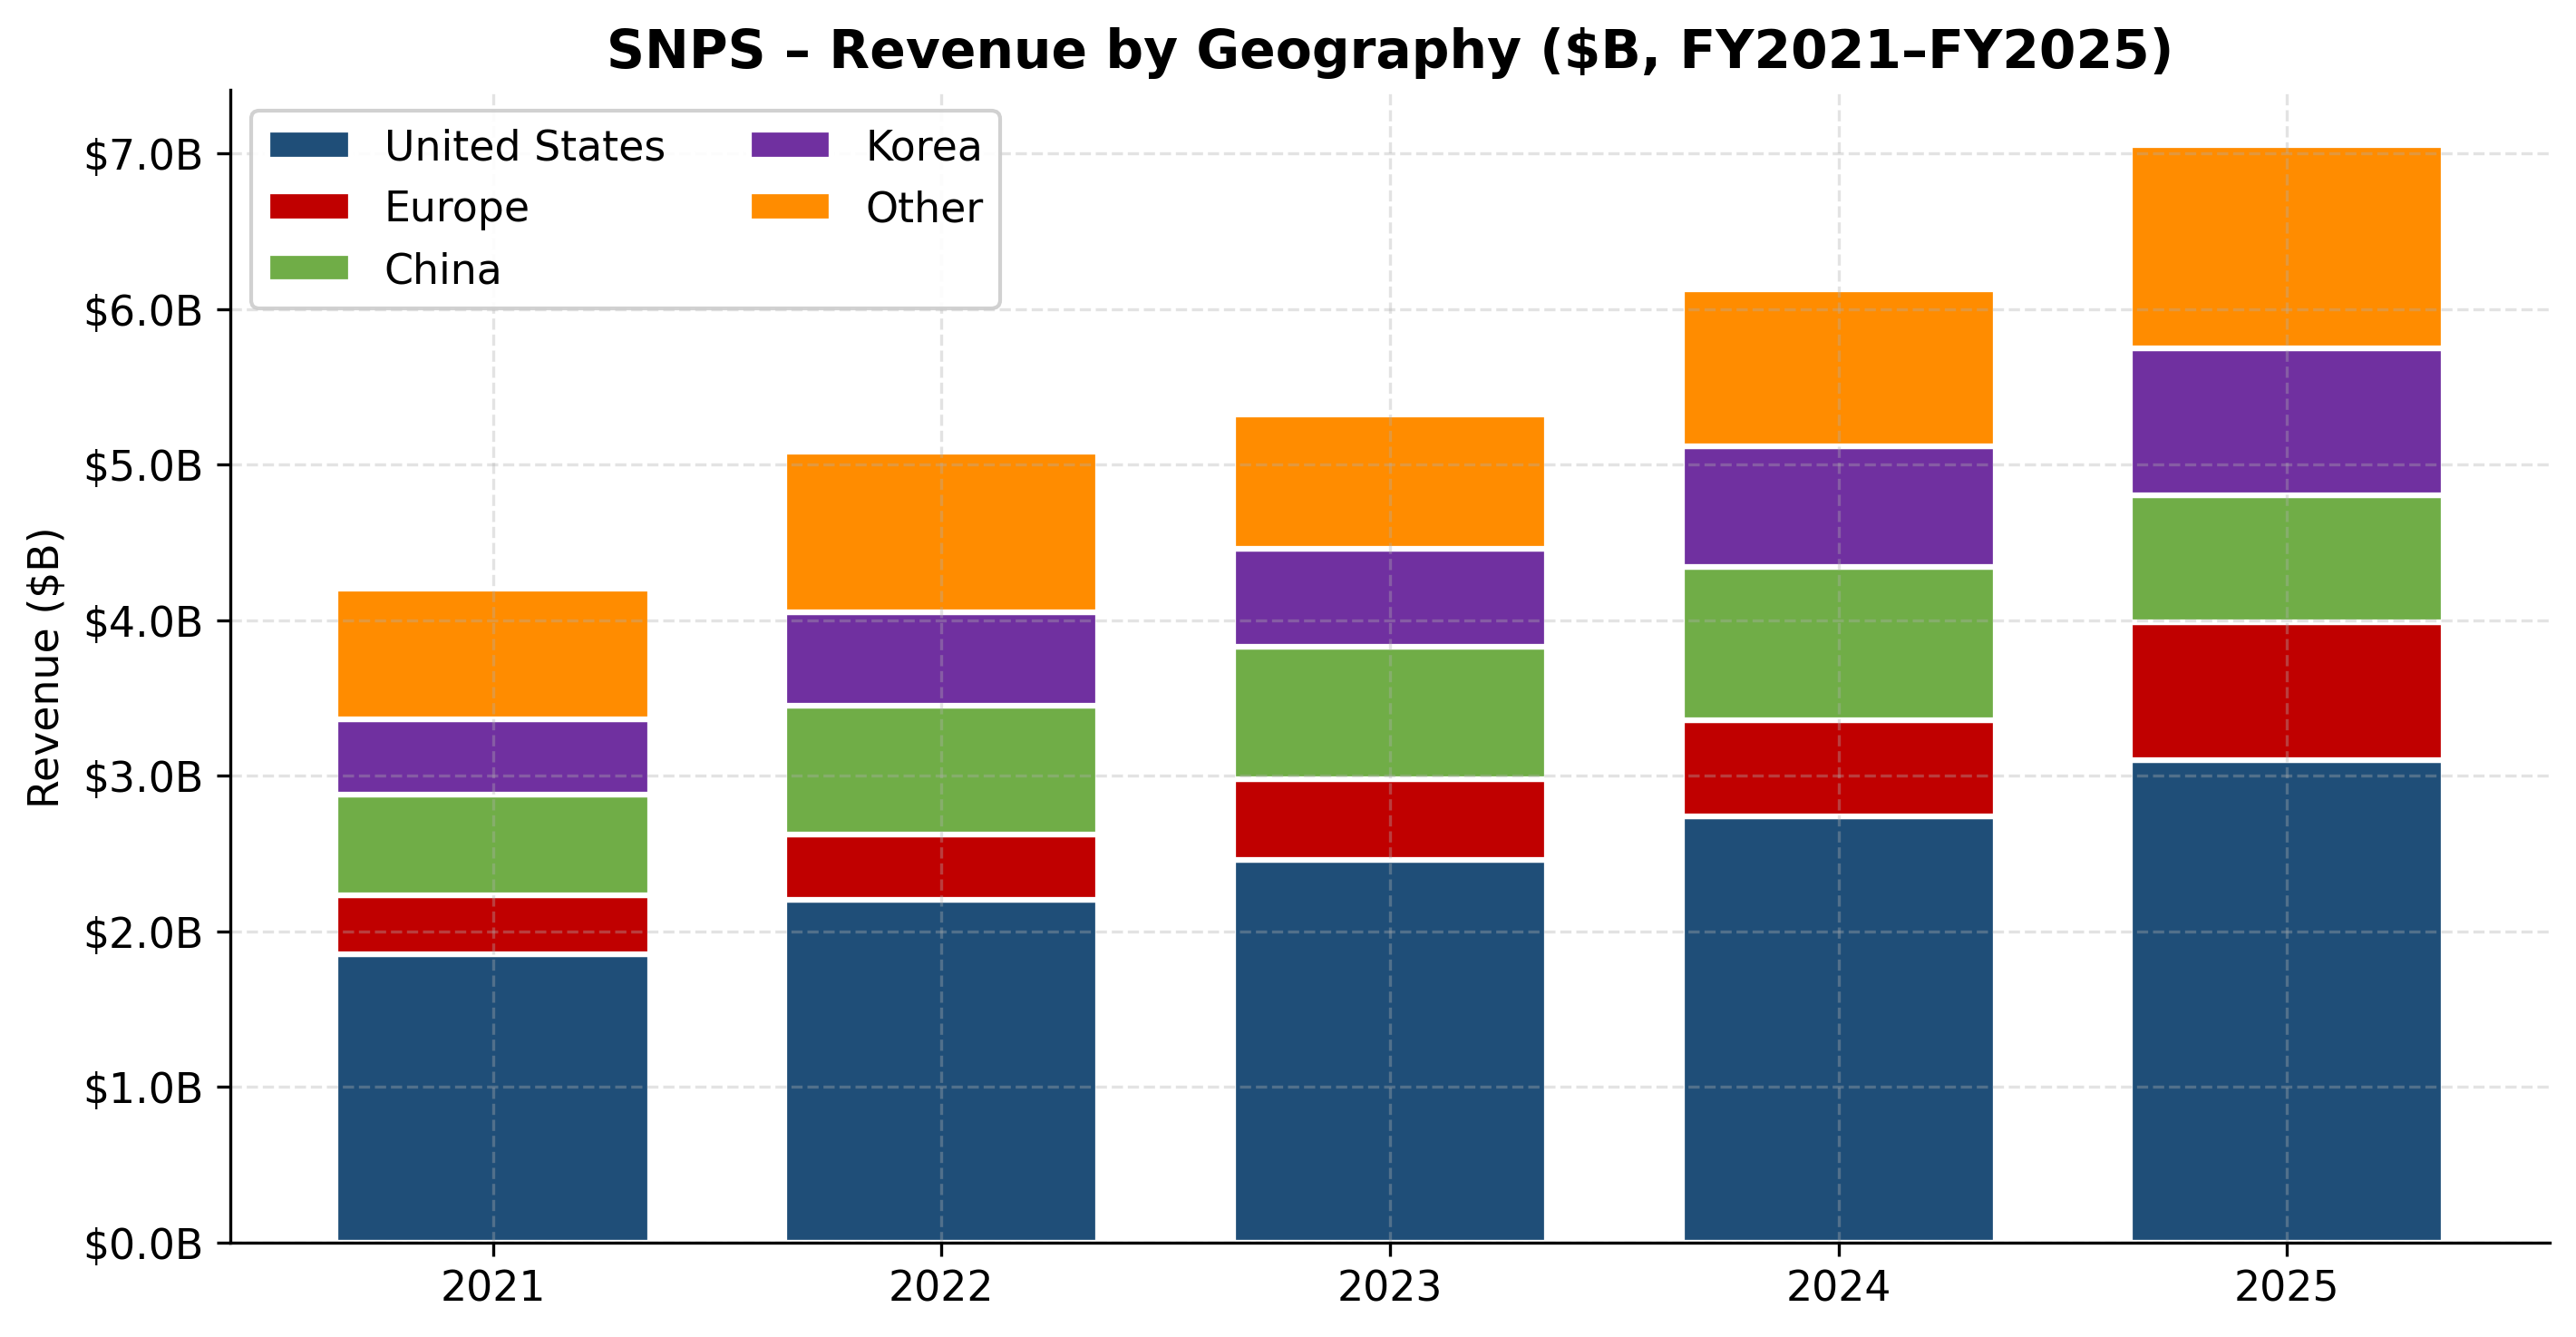 SNPS – Revenue by Geography ($B, FY2021–FY2025)
United States
Europe
China
Korea
Other
Revenue ($B)
$7.0B
$6.0B
$5.0B
$4.0B
$3.0B
$2.0B
$1.0B
$0.0B
2021
2022
2023
2024
2025